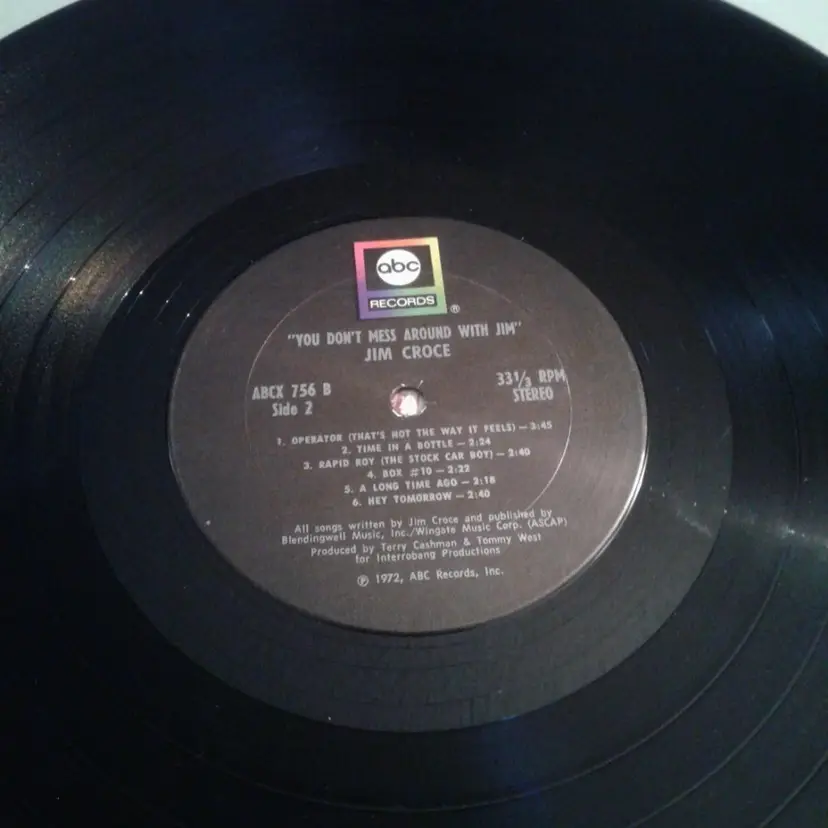 abc
RECORDS
®
"YOU DON'T MESS AROUND WITH JIM"
JIM CROCE
ABCX 756 B
Side 2
33 1/3 RPM
STEREO
1. OPERATOR (THAT'S NOT THE WAY IT FEELS) — 3:45
2. TIME IN A BOTTLE — 2:24
3. RAPID ROY (THE STOCK CAR BOY) — 2:40
4. BOX #10 — 2:22
5. A LONG TIME AGO — 2:18
6. HEY TOMORROW — 2:40
All songs written by Jim Croce and published by
Blendingwell Music, Inc./Wingate Music Corp. (ASCAP)
Produced by Terry Cashman & Tommy West
for Interrobang Productions
℗ 1972, ABC Records, Inc.